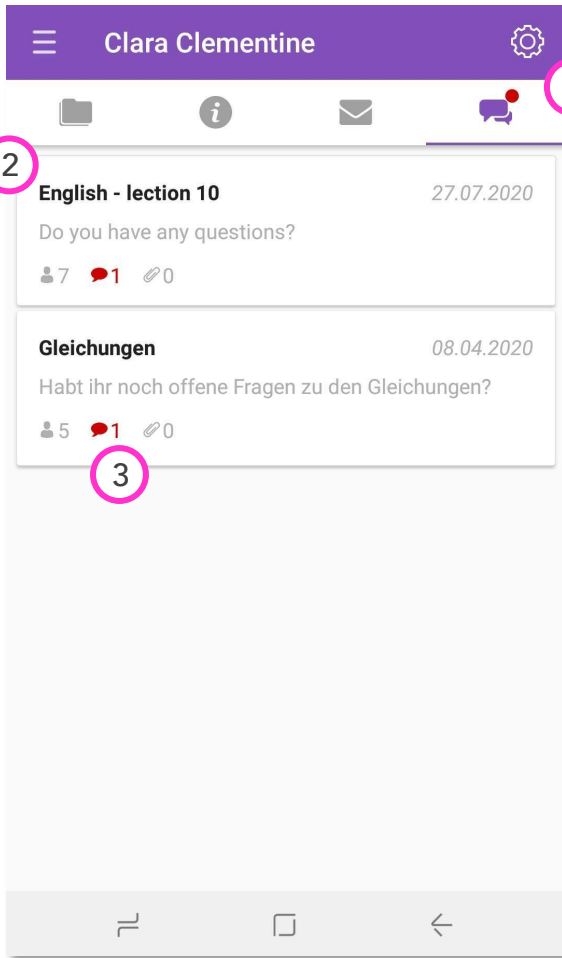 Clara Clementine
2
English - lection 10 27.07.2020
Do you have any questions?
7 1 0
Gleichungen 08.04.2020
Habt ihr noch offene Fragen zu den Gleichungen?
5 1 0
3